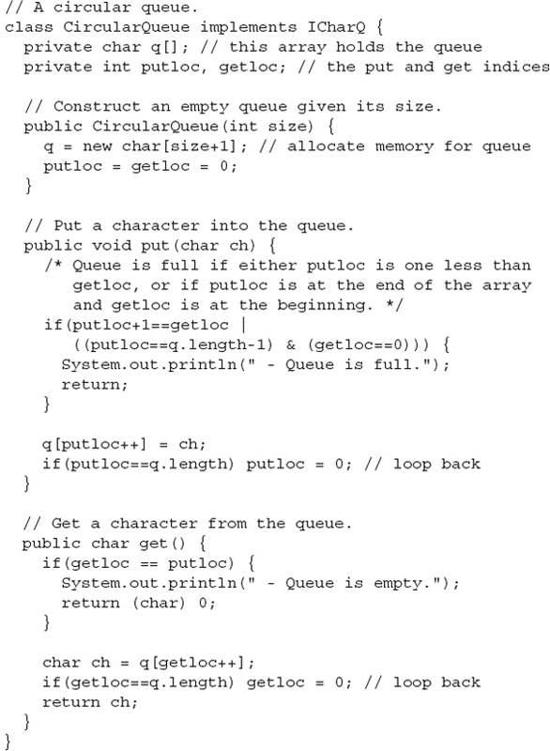 // A circular queue.
class CircularQueue implements ICharQ {
  private char q[]; // this array holds the queue
  private int putloc, getloc; // the put and get indices

  // Construct an empty queue given its size.
  public CircularQueue(int size) {
    q = new char[size+1]; // allocate memory for queue
    putloc = getloc = 0;
  }

  // Put a character into the queue.
  public void put(char ch) {
    /* Queue is full if either putloc is one less than
       getloc, or if putloc is at the end of the array
       and getloc is at the beginning. */
    if(putloc+1==getloc |
       ((putloc==q.length-1) & (getloc==0))) {
      System.out.println(" - Queue is full.");
      return;
    }

    q[putloc++] = ch;
    if(putloc==q.length) putloc = 0; // loop back
  }

  // Get a character from the queue.
  public char get() {
    if(getloc == putloc) {
      System.out.println(" - Queue is empty.");
      return (char) 0;
    }

    char ch = q[getloc++];
    if(getloc==q.length) getloc = 0; // loop back
    return ch;
  }
}